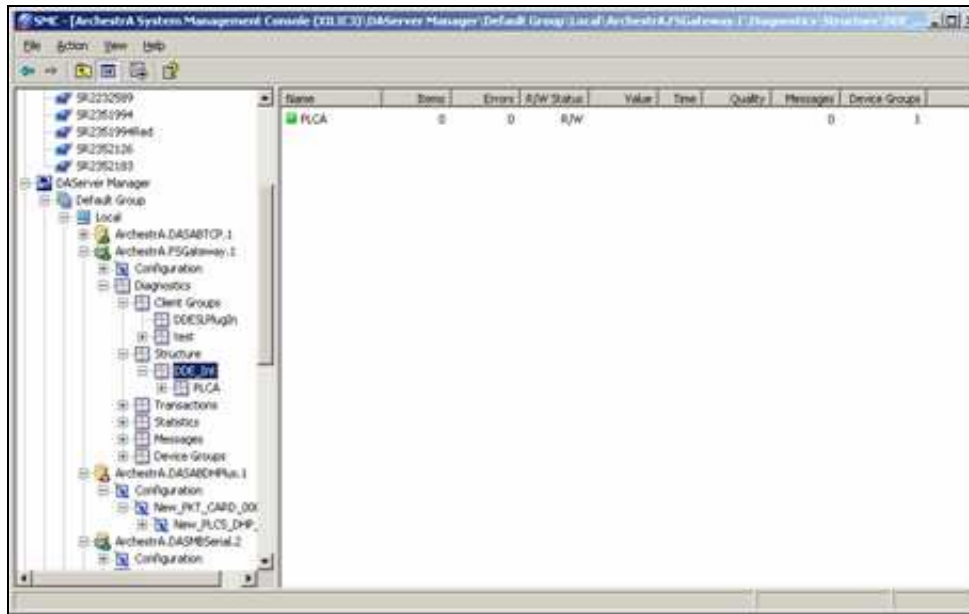 SMC - [ArchestrA System Management Console (XILIC3)\DAServer Manager\Default Group\Local\ArchestrA.FSGateway.1\Diagnostics\Structure\DDE_
File Action View Help
SR2232589
SR2351994
SR2351994Red
SR2352126
SR2352183
DAServer Manager
Default Group
Local
ArchestrA.DASABTCP.1
ArchestrA.FSGateway.1
Configuration
Diagnostics
Client Groups
DDESLPlugIn
test
Structure
DDE_Int
PLCA
Transactions
Statistics
Messages
Device Groups
ArchestrA.DASABDHPlus.1
Configuration
New_PKT_CARD_00
New_PLC5_DHP_
ArchestrA.DASMBSerial.2
Configuration
Name Items Errors R/W Status Value Time Quality Messages Device Groups
PLCA 0 0 R/W 0 1